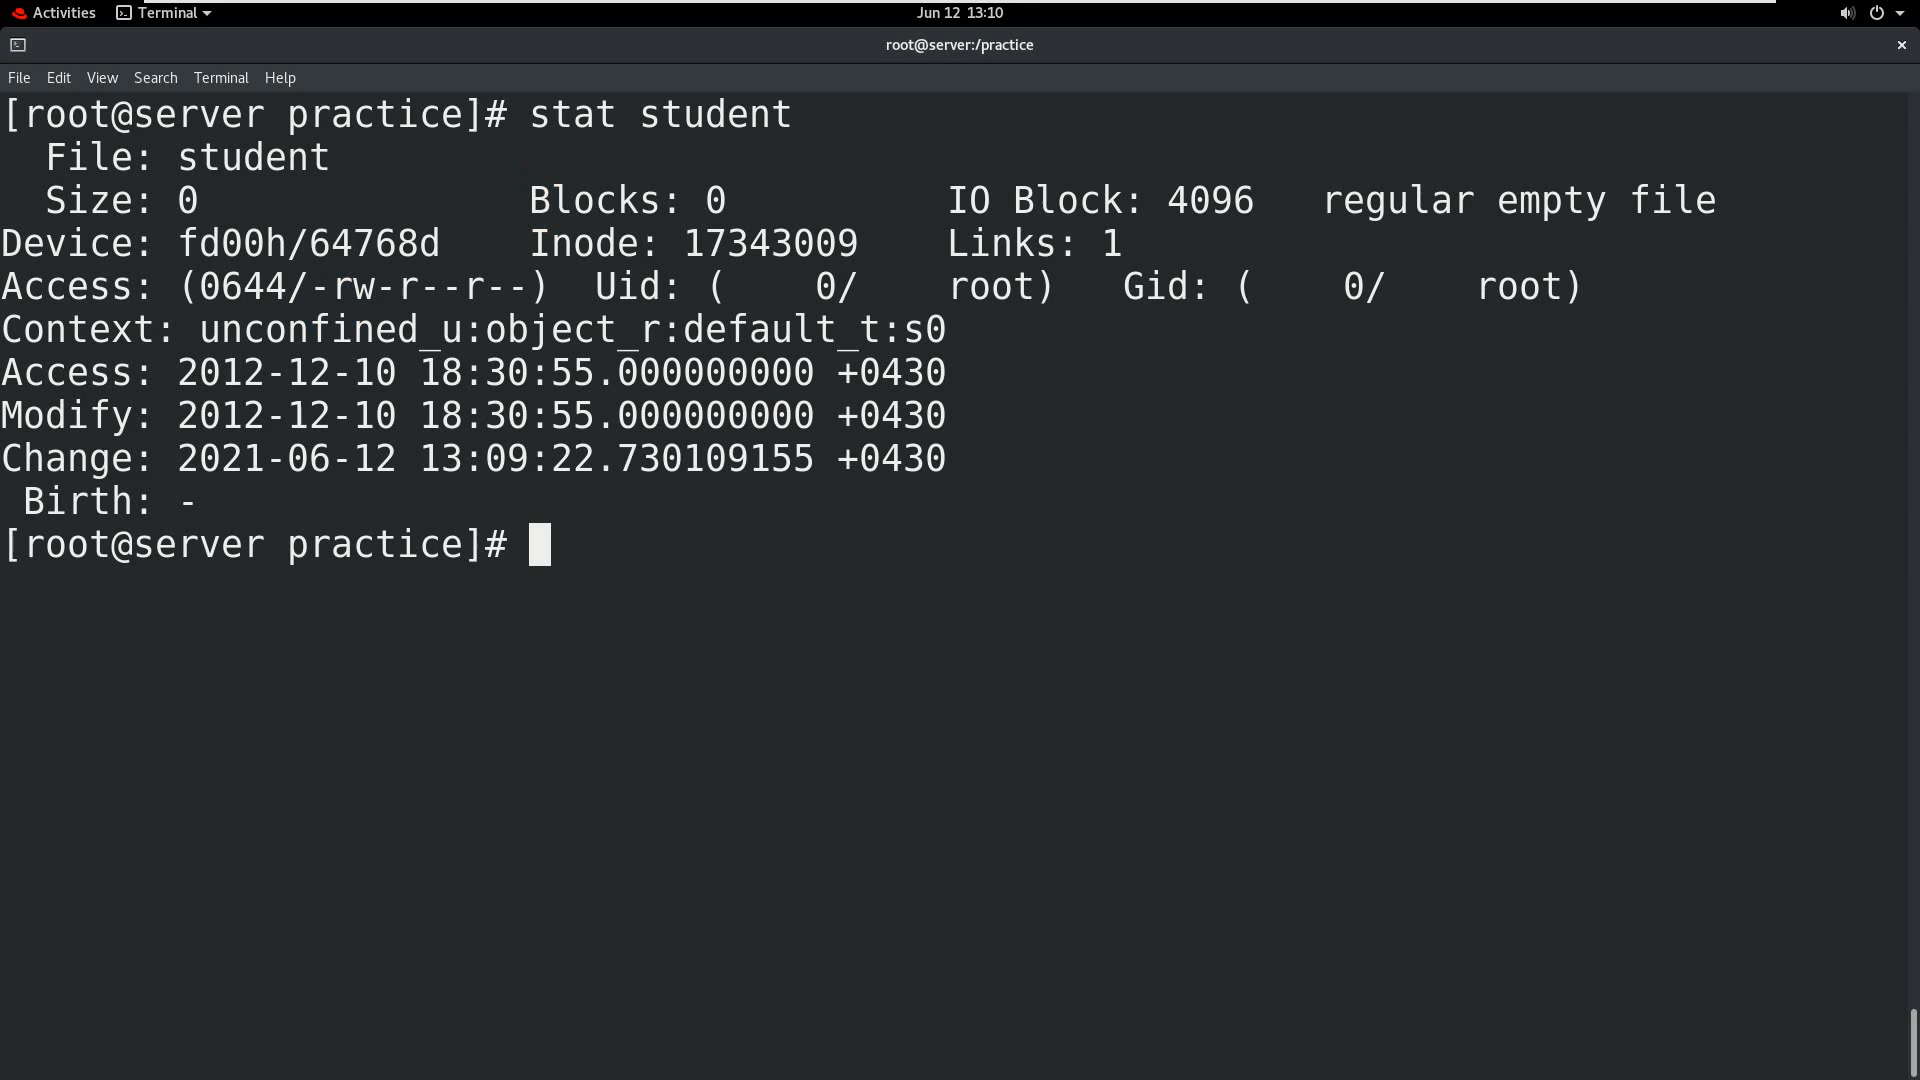 Activities Terminal Jun 12 13:10
root@server:/practice
File Edit View Search Terminal Help
[root@server practice]# stat student
  File: student
  Size: 0               Blocks: 0          IO Block: 4096   regular empty file
Device: fd00h/64768d    Inode: 17343009    Links: 1
Access: (0644/-rw-r--r--)  Uid: (    0/    root)   Gid: (    0/    root)
Context: unconfined_u:object_r:default_t:s0
Access: 2012-12-10 18:30:55.000000000 +0430
Modify: 2012-12-10 18:30:55.000000000 +0430
Change: 2021-06-12 13:09:22.730109155 +0430
 Birth: -
[root@server practice]#